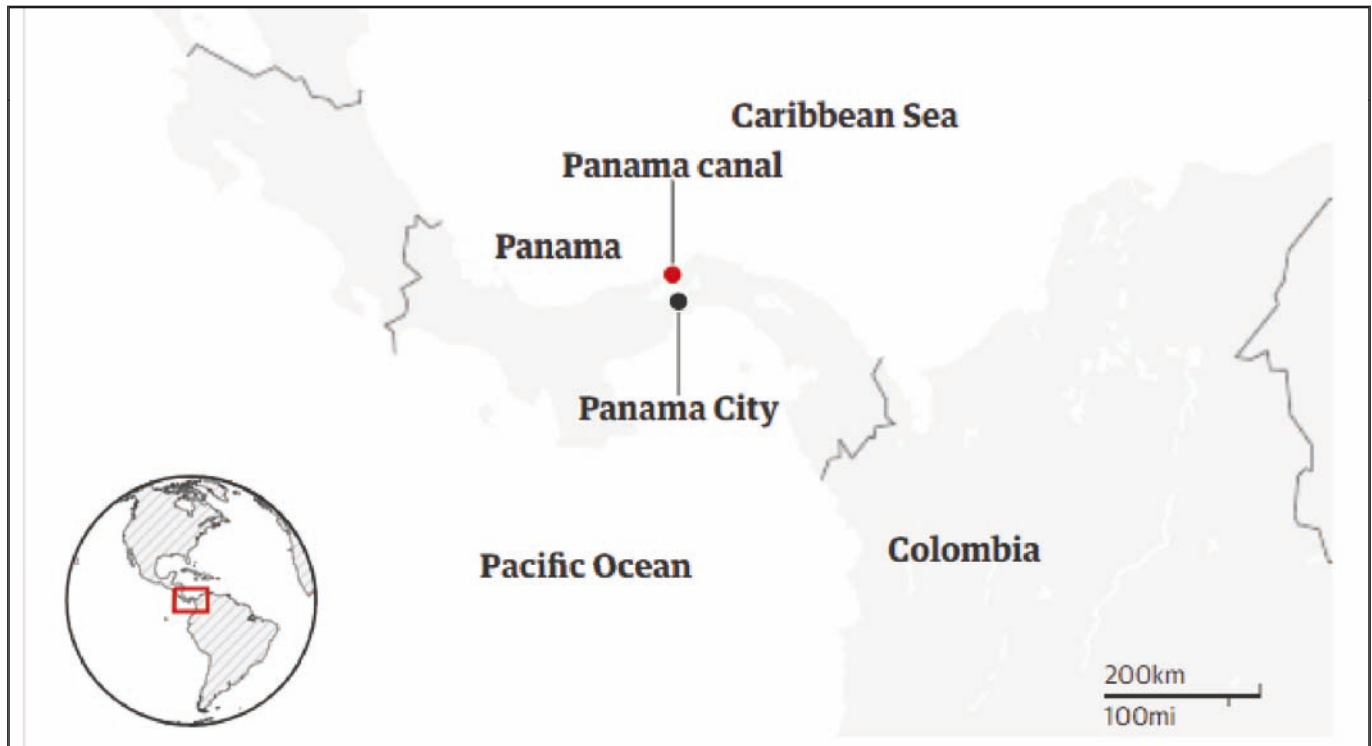 Caribbean Sea
Panama canal
Panama
Panama City
Pacific Ocean
Colombia
200km
100mi